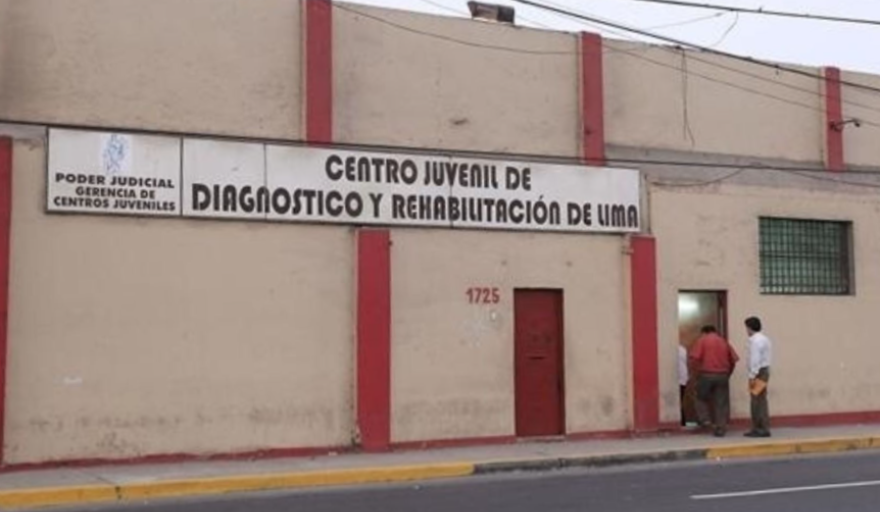 PODER JUDICIAL
GERENCIA DE
CENTROS JUVENILES
CENTRO JUVENIL DE
DIAGNOSTICO Y REHABILITACIÓN DE LIMA
1725